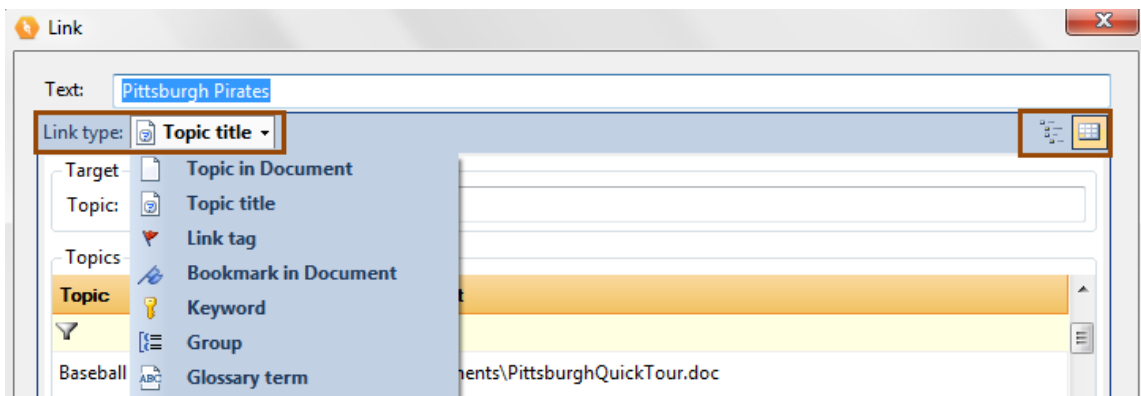 Link
Text: Pittsburgh Pirates
Link type: Topic title
Target
Topic in Document
Topic:
Topic title
Link tag
Topics
Bookmark in Document
Topic
Keyword
Group
Baseball
Glossary term
ents\PittsburghQuickTour.doc